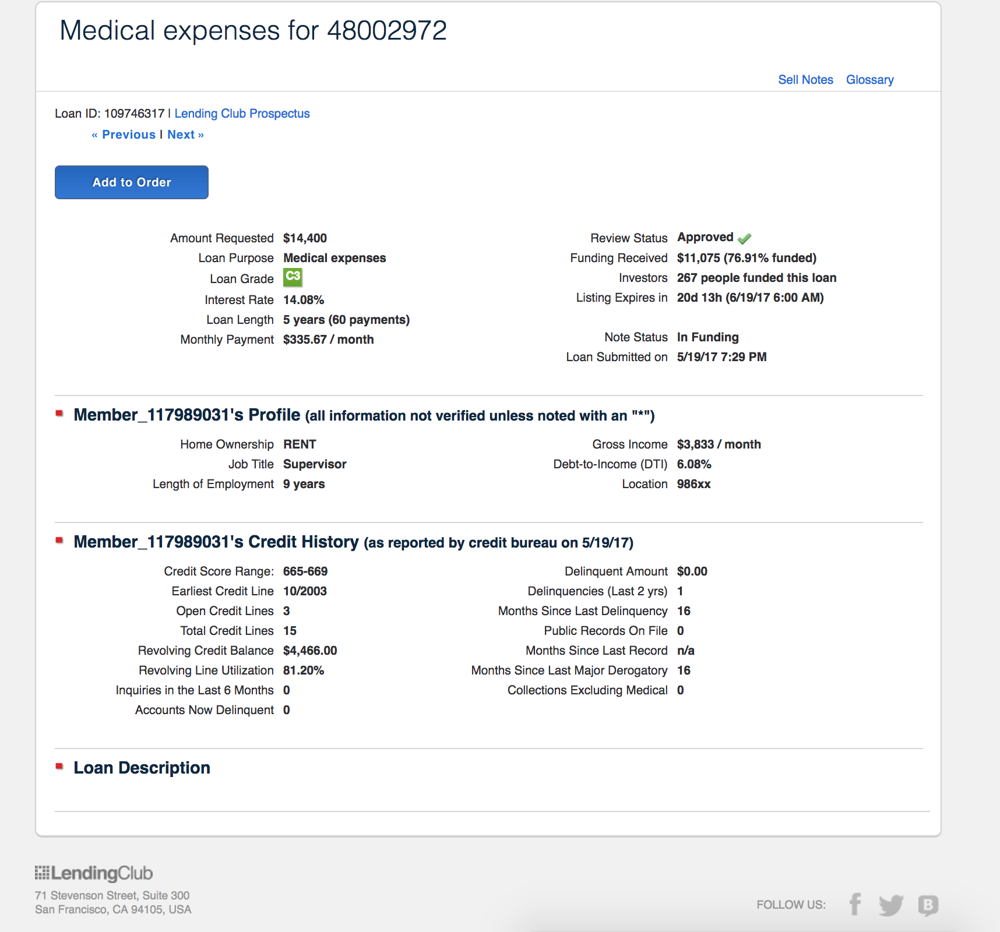 Medical expenses for 48002972
Sell Notes Glossary
Loan ID: 109746317 | Lending Club Prospectus
« Previous | Next »
Add to Order
Amount Requested $14,400
Loan Purpose Medical expenses
Loan Grade C3
Interest Rate 14.08%
Loan Length 5 years (60 payments)
Monthly Payment $335.67 / month
Review Status Approved
Funding Received $11,075 (76.91% funded)
Investors 267 people funded this loan
Listing Expires in 20d 13h (6/19/17 6:00 AM)
Note Status In Funding
Loan Submitted on 5/19/17 7:29 PM
Member_117989031's Profile (all information not verified unless noted with an "*")
Home Ownership RENT
Job Title Supervisor
Length of Employment 9 years
Gross Income $3,833 / month
Debt-to-Income (DTI) 6.08%
Location 986xx
Member_117989031's Credit History (as reported by credit bureau on 5/19/17)
Credit Score Range: 665-669
Earliest Credit Line 10/2003
Open Credit Lines 3
Total Credit Lines 15
Revolving Credit Balance $4,466.00
Revolving Line Utilization 81.20%
Inquiries in the Last 6 Months 0
Accounts Now Delinquent 0
Delinquent Amount $0.00
Delinquencies (Last 2 yrs) 1
Months Since Last Delinquency 16
Public Records On File 0
Months Since Last Record n/a
Months Since Last Major Derogatory 16
Collections Excluding Medical 0
Loan Description
LendingClub
71 Stevenson Street, Suite 300
San Francisco, CA 94105, USA
FOLLOW US: